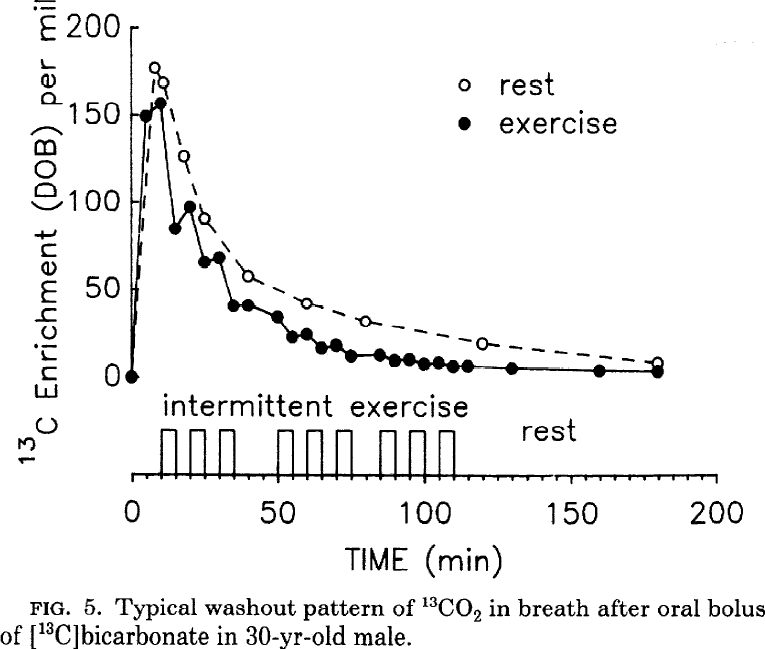 ¹³C Enrichment (DOB) per mil
200
150
100
50
0
rest
exercise
intermittent exercise
rest
0 50 100 150 200
TIME (min)
FIG. 5. Typical washout pattern of ¹³CO₂ in breath after oral bolus
of [¹³C]bicarbonate in 30-yr-old male.